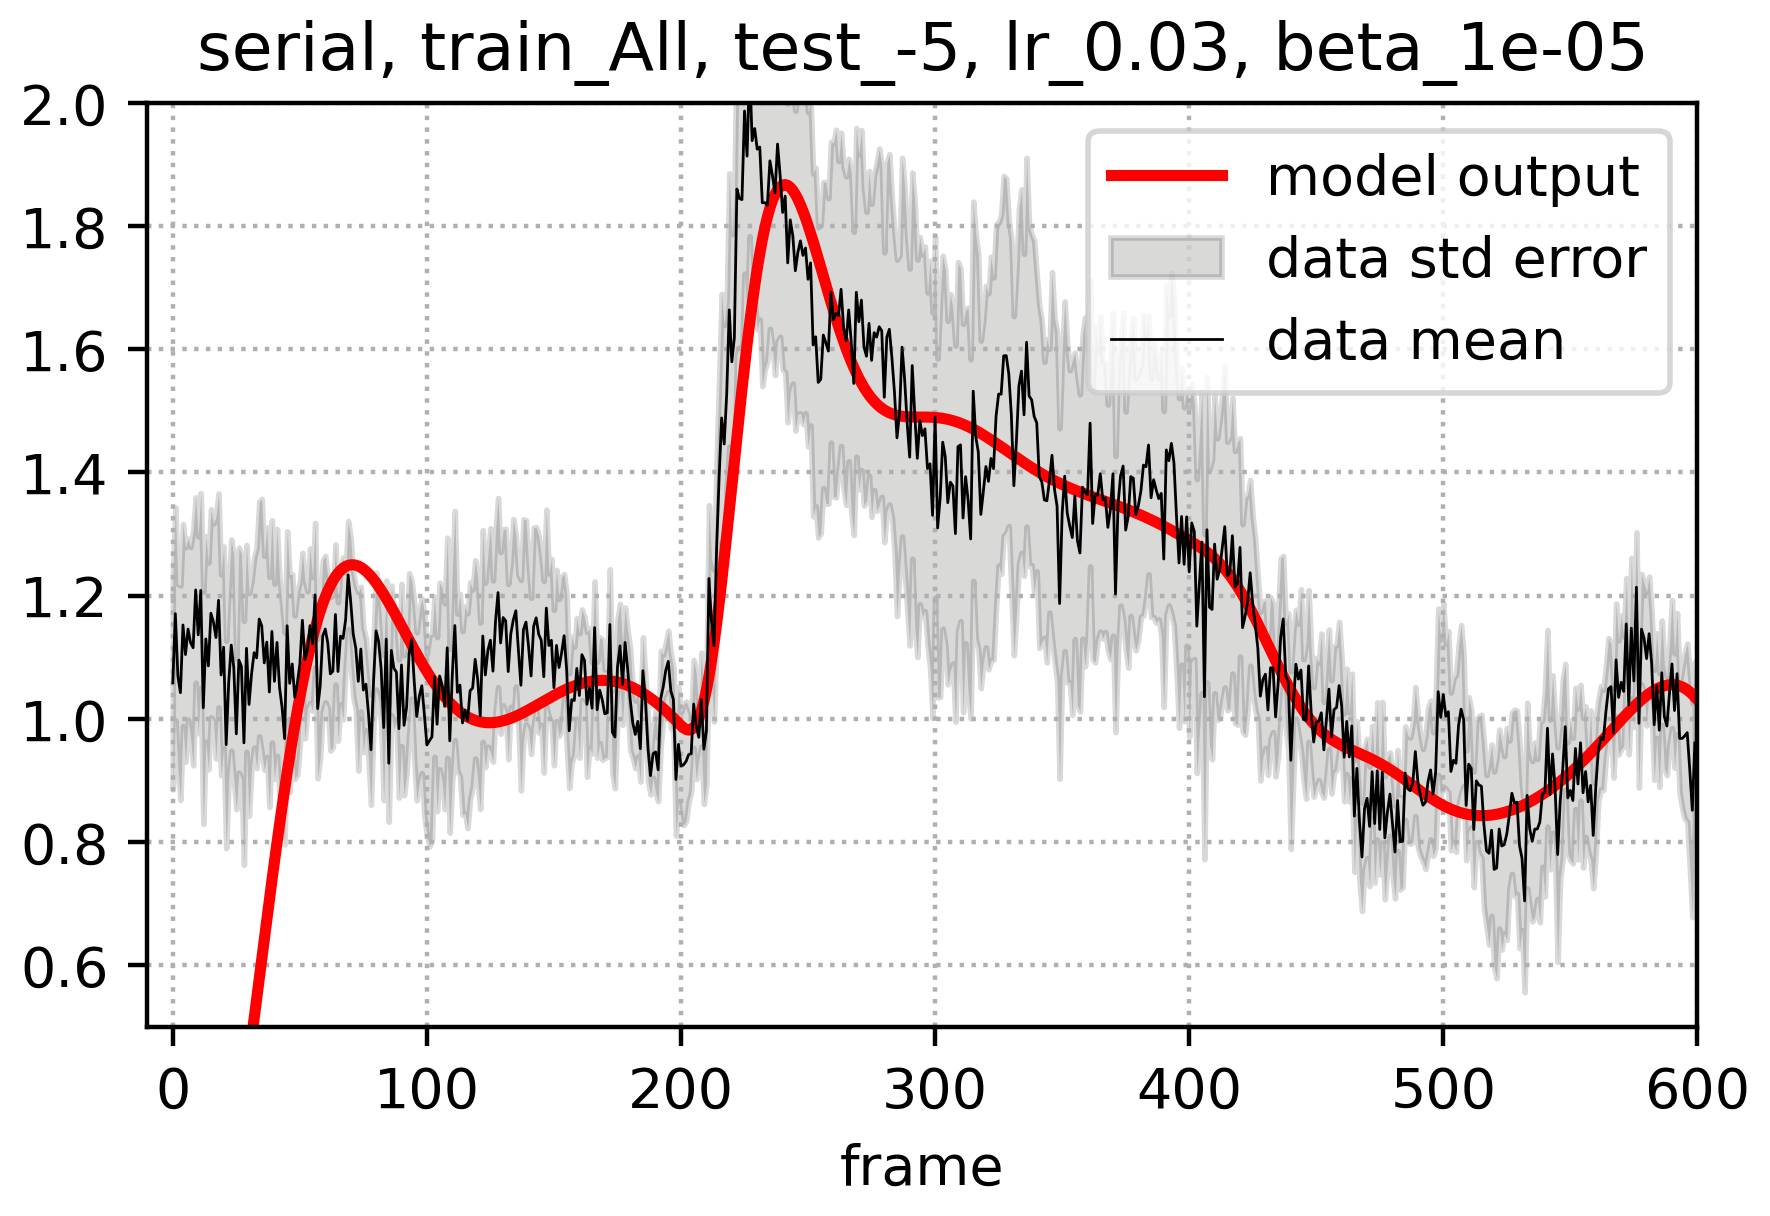 serial, train_All, test_-5, lr_0.03, beta_1e-05
2.0
1.8
1.6
1.4
1.2
1.0
0.8
0.6
model output
data std error
data mean
0 100 200 300 400 500 600
frame